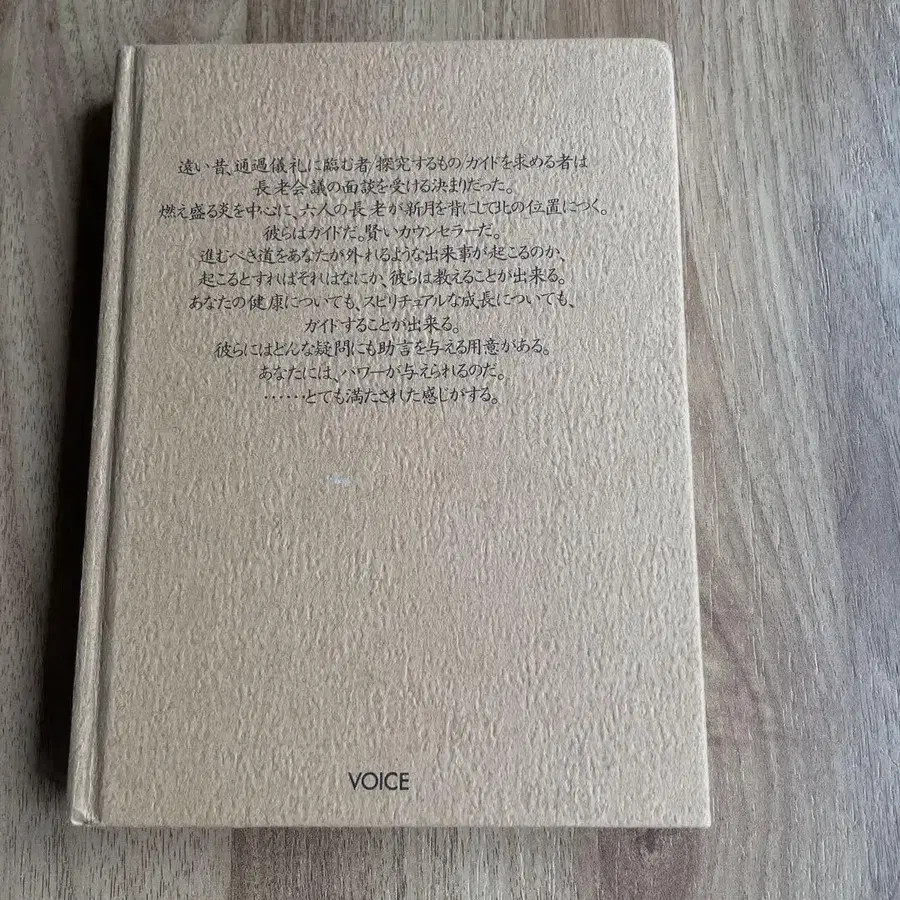 遠い昔、通過儀礼に臨む者/探究するもの/ガイドを求める者は
長老会議の面談を受ける決まりだった。
燃え盛る炎を中心に、六人の長老が新月を背にして北の位置につく。
彼らはガイドだ。賢いカウンセラーだ。
進むべき道をあなたが外れるような出来事が起こるのか、
起こるとすればそれはなにか、彼らは教えることが出来る。
あなたの健康についても、スピリチュアルな成長についても、
ガイドすることが出来る。
彼らにはどんな疑問にも助言を与える用意がある。
あなたには、パワーが与えられるのだ。
……とても満たされた感じがする。
VOICE